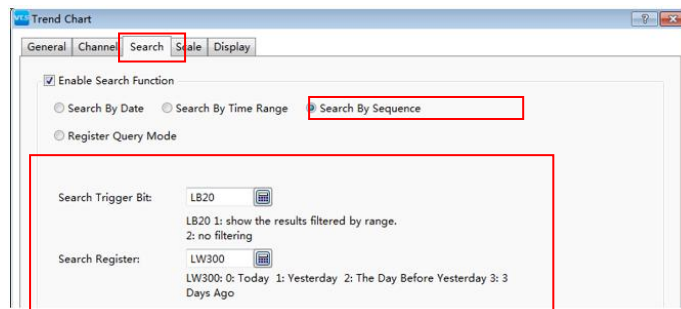 VCS Trend Chart
General Channel Search Scale Display
Enable Search Function
Search By Date Search By Time Range Search By Sequence
Register Query Mode
Search Trigger Bit: LB20
LB20 1: show the results filtered by range.
2: no filtering
Search Register: LW300
LW300: 0: Today 1: Yesterday 2: The Day Before Yesterday 3: 3
Days Ago